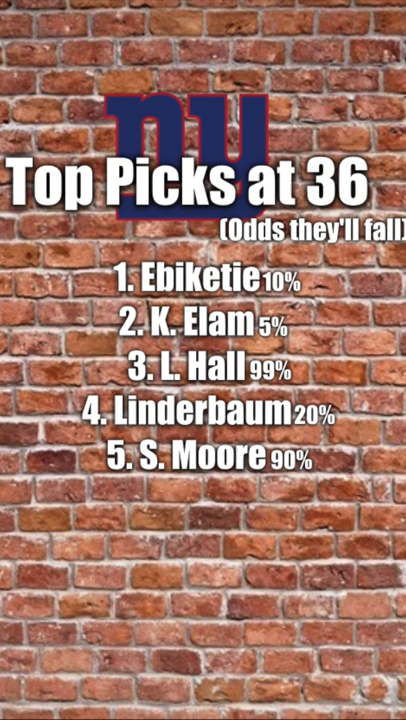 ny
Top Picks at 36
(Odds they'll fall)
1. Ebiketie 10%
2. K. Elam 5%
3. L. Hall 99%
4. Linderbaum 20%
5. S. Moore 90%